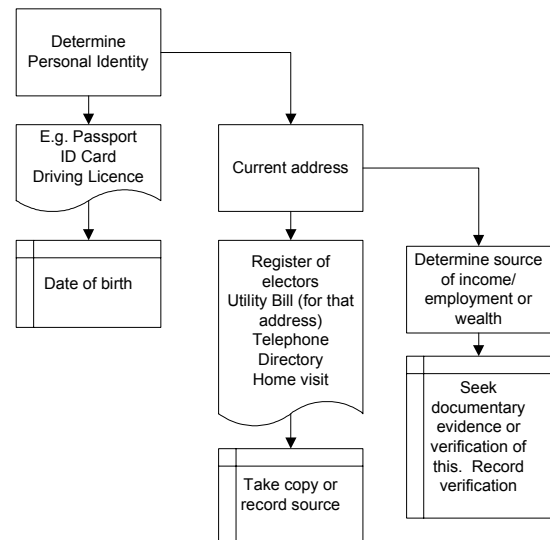 Determine
Personal Identity
E.g. Passport
ID Card
Driving Licence
Date of birth
Current address
Register of
electors
Utility Bill (for that
address)
Telephone
Directory
Home visit
Take copy or
record source
Determine source
of income/
employment or
wealth
Seek
documentary
evidence or
verification of
this.  Record
verification